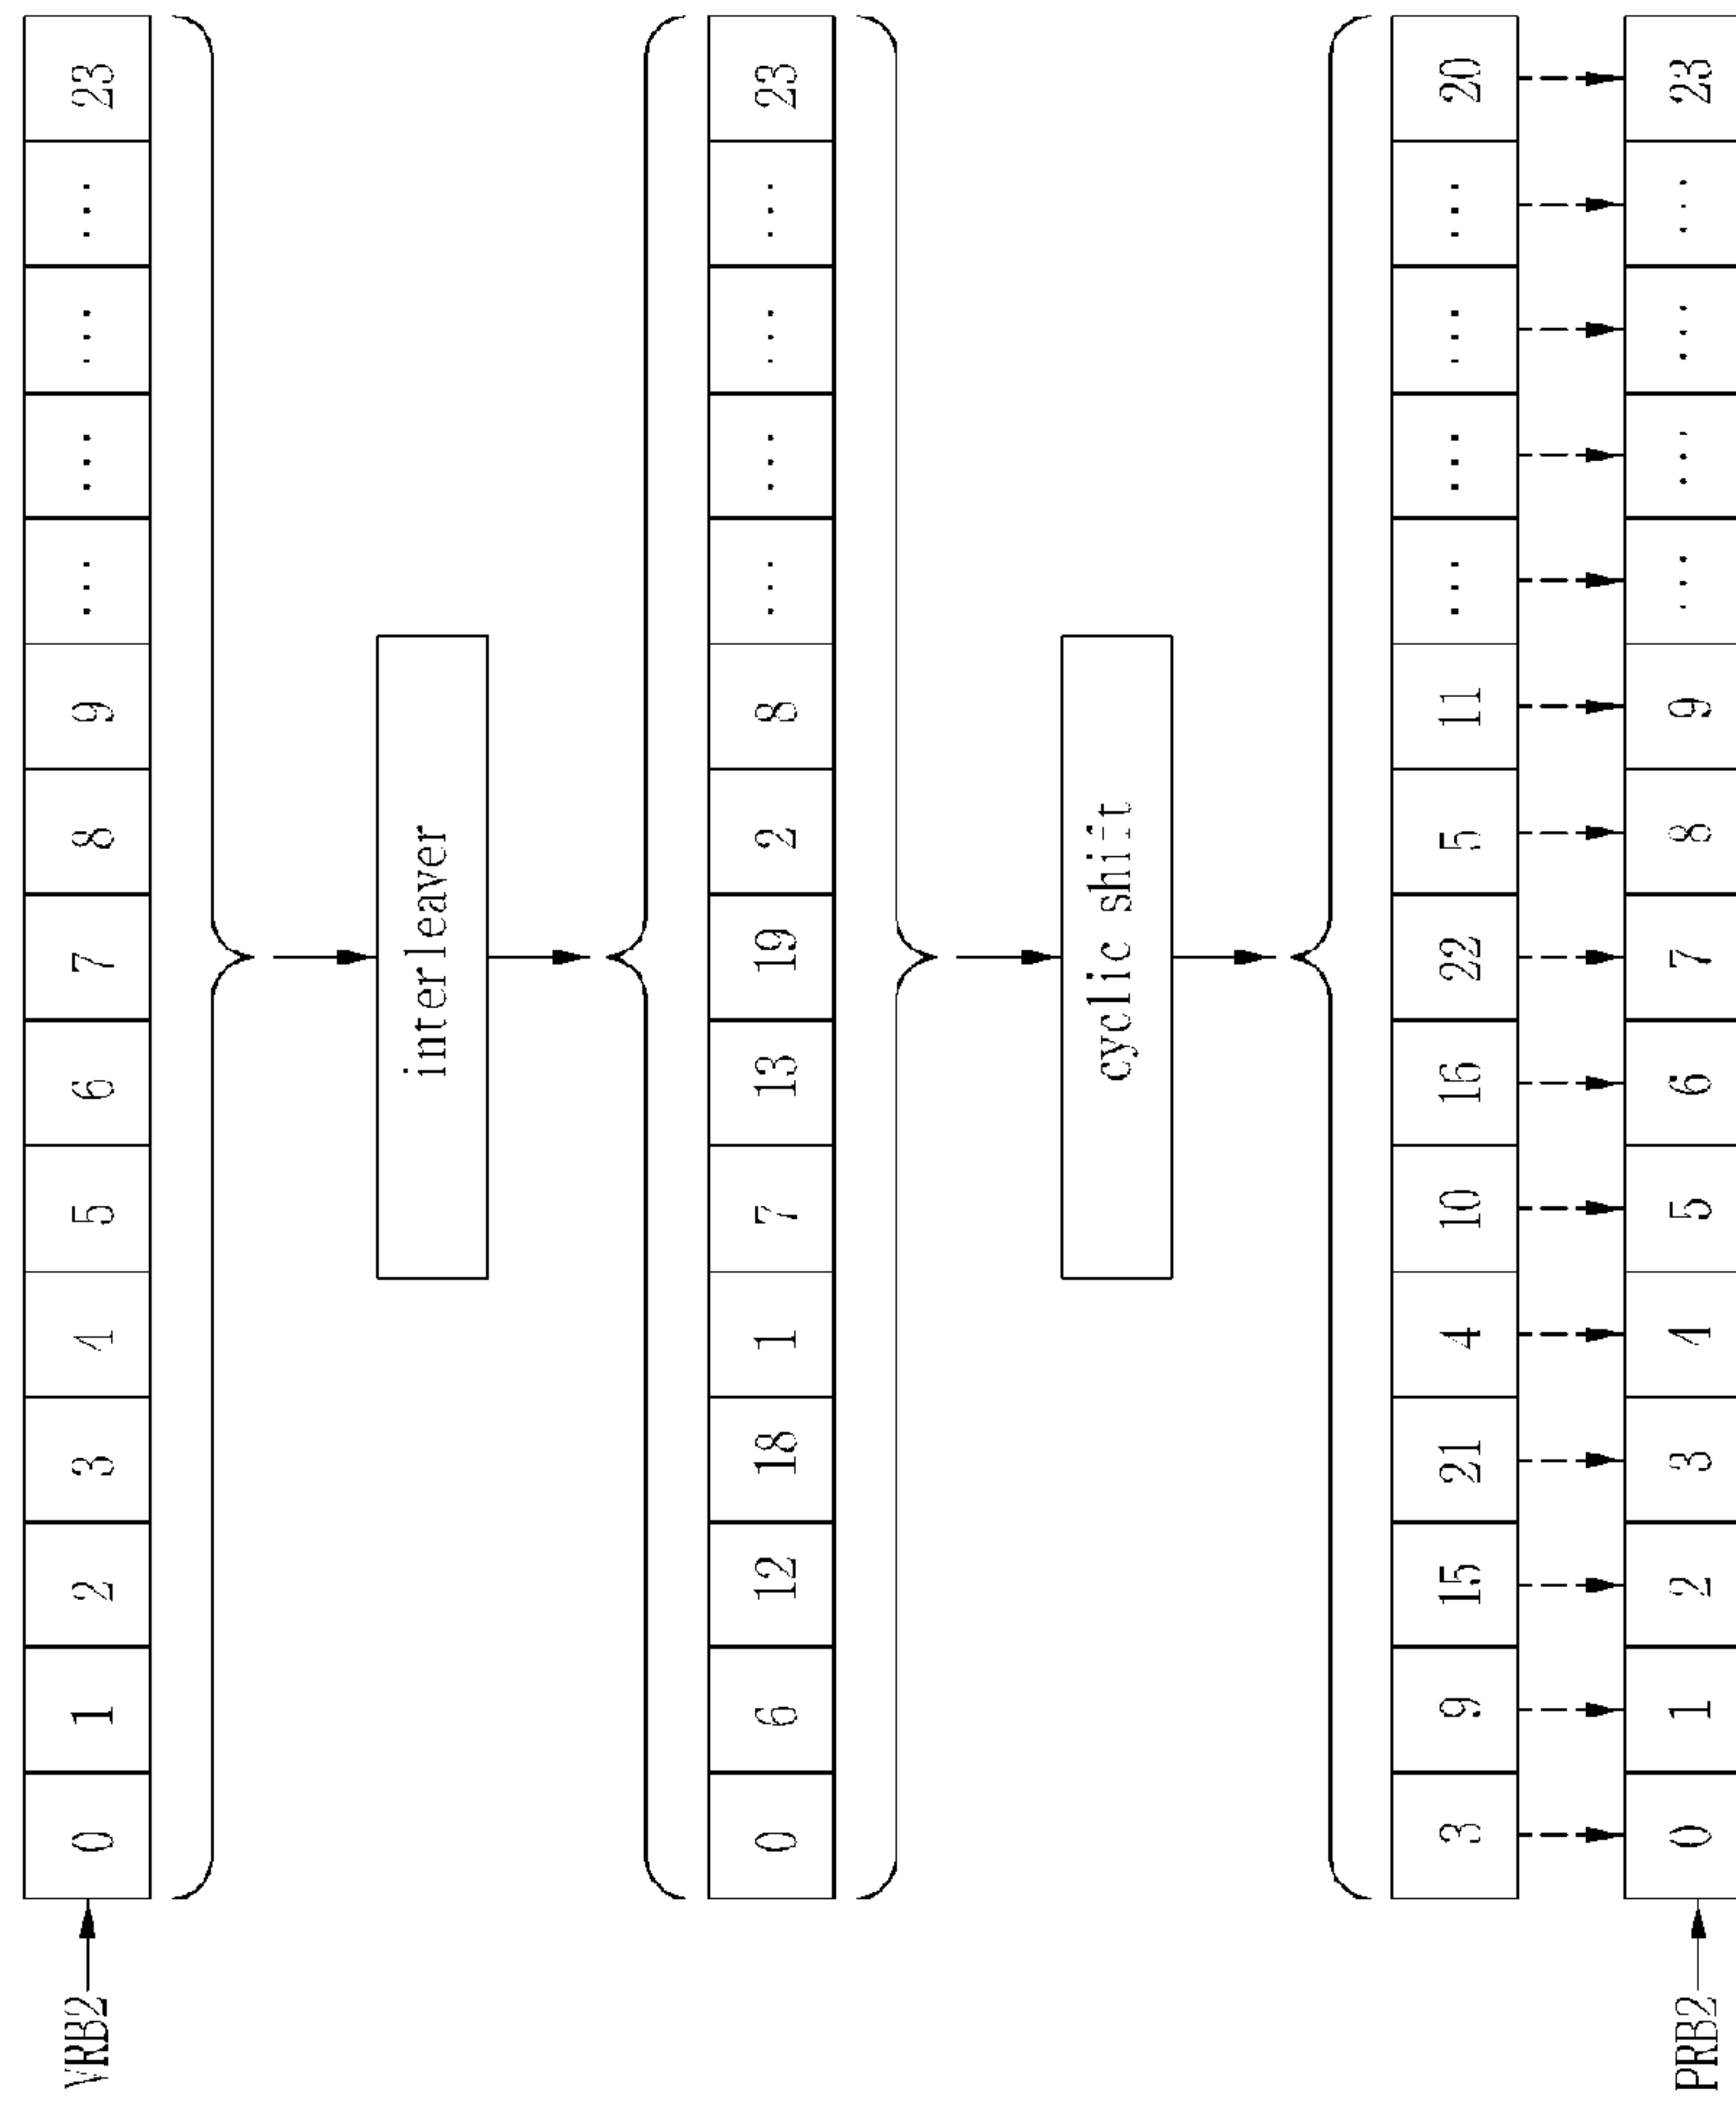 VRB2 0 1 2 3 4 5 6 7 8 9 ... ... ... ... 23
interleaver
0 6 12 18 1 7 13 19 2 8 ... ... ... ... 23
cyclic shift
3 9 15 21 4 10 16 22 5 11 ... ... ... ... 20
PRB2 0 1 2 3 4 5 6 7 8 9 ... ... ... ... 23